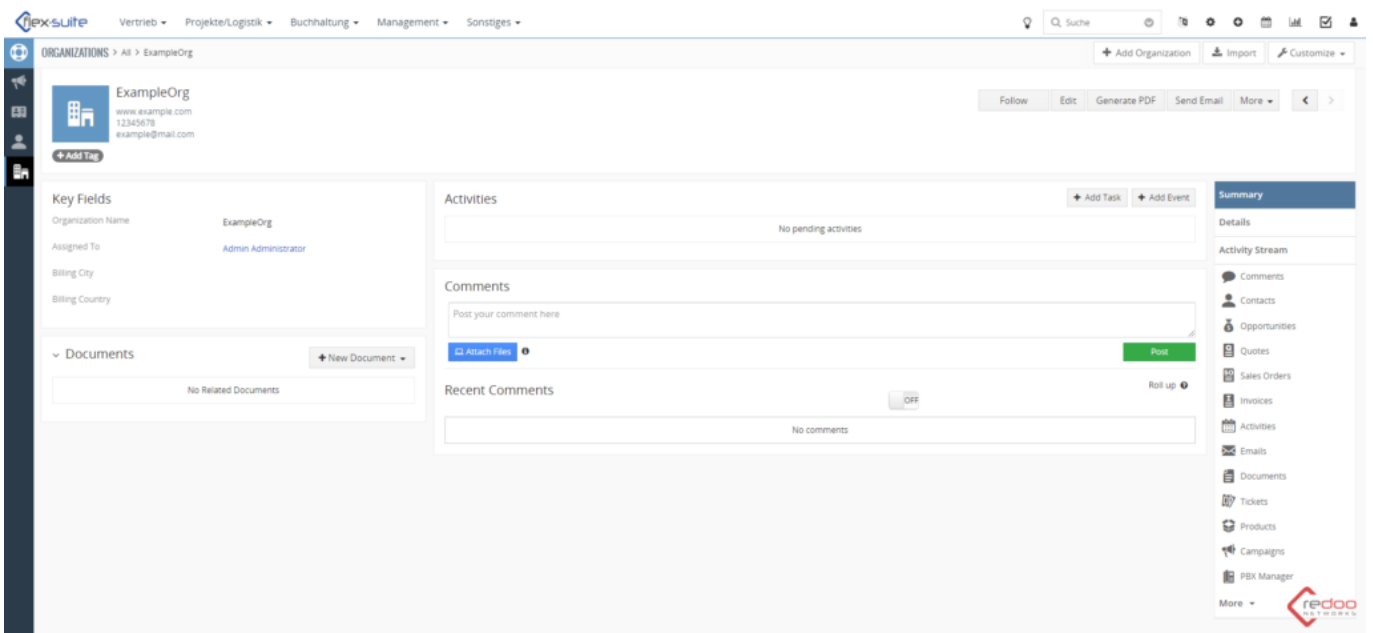 flex-suite
Vertrieb Projekte/Logistik Buchhaltung Management Sonstiges
Suche
ORGANIZATIONS > All > ExampleOrg
+ Add Organization Import Customize
ExampleOrg
www.example.com
12345678
example@mail.com
+ Add Tag
Follow Edit Generate PDF Send Email More
Key Fields
Organization Name ExampleOrg
Assigned To Admin Administrator
Billing City
Billing Country
Documents
+ New Document
No Related Documents
Activities
+ Add Task + Add Event
No pending activities
Comments
Post your comment here
Attach Files
Post
Recent Comments
Roll up
OFF
No comments
Summary
Details
Activity Stream
Comments
Contacts
Opportunities
Quotes
Sales Orders
Invoices
Activities
Emails
Documents
Tickets
Products
Campaigns
PBX Manager
More
redoo
NETWORKS